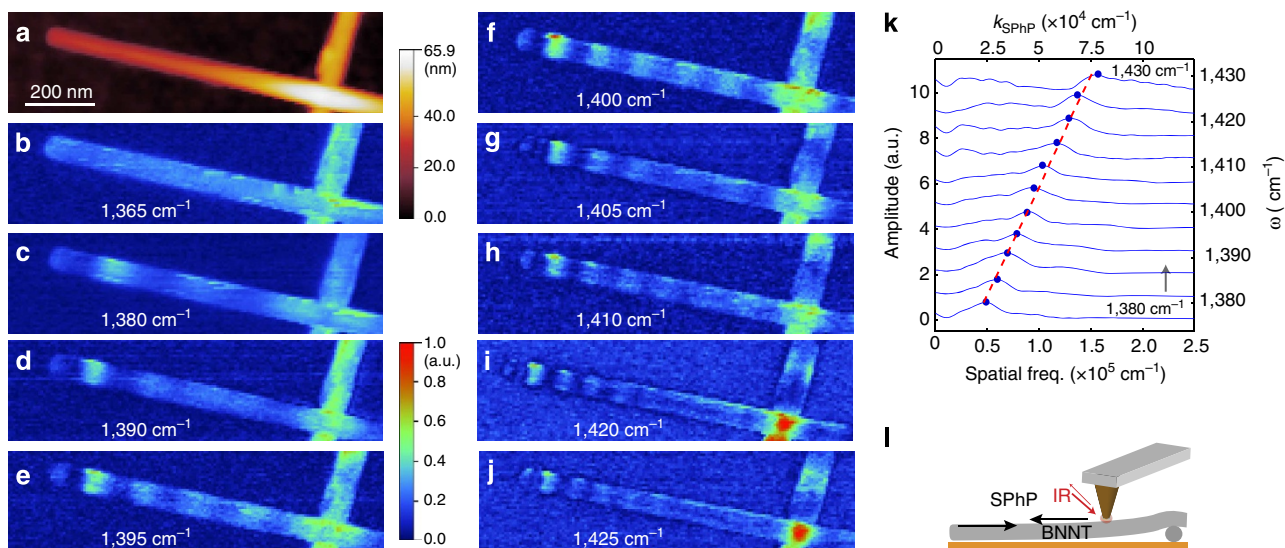 a
200 nm
65.9
(nm)
40.0
20.0
0.0
b
1,365 cm⁻¹
c
1,380 cm⁻¹
d
1,390 cm⁻¹
1.0
(a.u.)
0.8
0.6
0.4
0.2
0.0
e
1,395 cm⁻¹
f
1,400 cm⁻¹
g
1,405 cm⁻¹
h
1,410 cm⁻¹
i
1,420 cm⁻¹
j
1,425 cm⁻¹
k
kSPhP (×10⁴ cm⁻¹)
0 2.5 5 7.5 10
1,430 cm⁻¹
Amplitude (a.u.)
10
8
6
4
2
0
1,430
1,420
1,410
1,400
1,390
1,380
ω ( cm⁻¹)
1,380 cm⁻¹
0 0.5 1.0 1.5 2.0 2.5
Spatial freq. (×10⁵ cm⁻¹)
l
SPhP
IR
BNNT